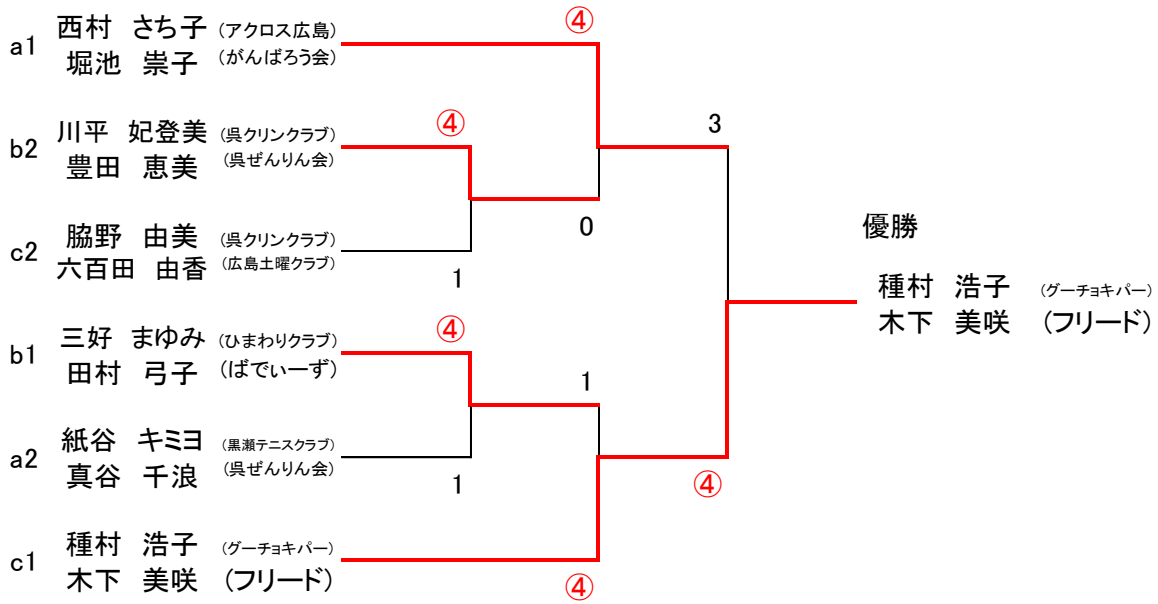 ④
a1 西村 さち子 (アクロス広島)
堀池 崇子 (がんばろう会)
④
3
b2 川平 妃登美 (呉クリンクラブ)
豊田 恵美 (呉ぜんりん会)
0
優勝
c2 脇野 由美 (呉クリンクラブ)
六百田 由香 (広島土曜クラブ)
1
種村 浩子 (グーチョキパー)
木下 美咲 (フリード)
④
b1 三好 まゆみ (ひまわりクラブ)
田村 弓子 (ばでぃーず)
1
a2 紙谷 キミヨ (黒瀬テニスクラブ)
真谷 千浪 (呉ぜんりん会)
1
④
c1 種村 浩子 (グーチョキパー)
木下 美咲 (フリード)
④